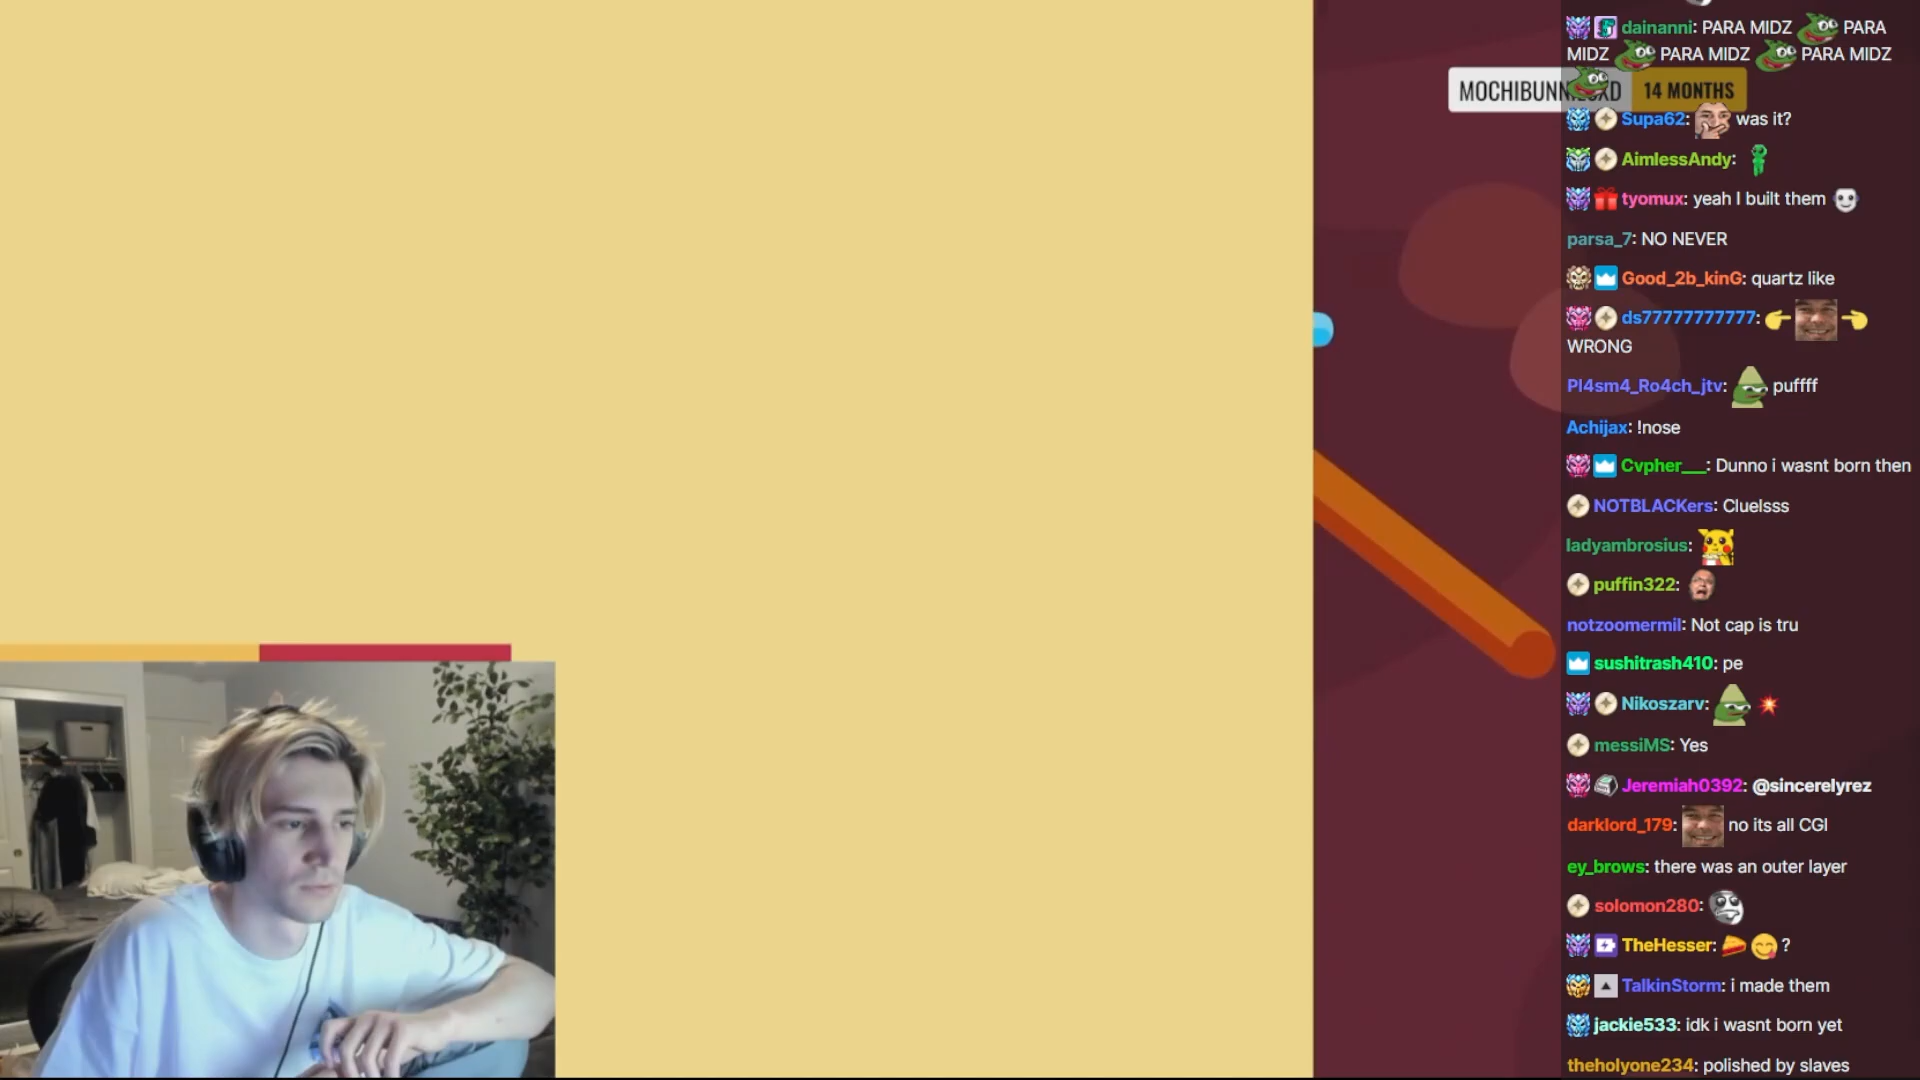 dainanni: PARA MIDZ PARA
MIDZ PARA MIDZ PARA MIDZ
14 MONTHS
Supa62: was it?
AimlessAndy:
tyomux: yeah I built them
parsa_7: NO NEVER
Good_2b_kinG: quartz like
ds77777777777:
WRONG
Pl4sm4_Ro4ch_jtv: puffff
Achijax: !nose
Cvpher___: Dunno i wasnt born then
NOTBLACKers: Cluelsss
ladyambrosius:
puffin322:
notzoomermil: Not cap is tru
sushitrash410: pe
Nikoszarv:
messiMS: Yes
Jeremiah0392: @sincerelyrez
darklord_179: no its all CGI
ey_brows: there was an outer layer
solomon280:
TheHesser: ?
TalkinStorm: i made them
jackie533: idk i wasnt born yet
theholyone234: polished by slaves